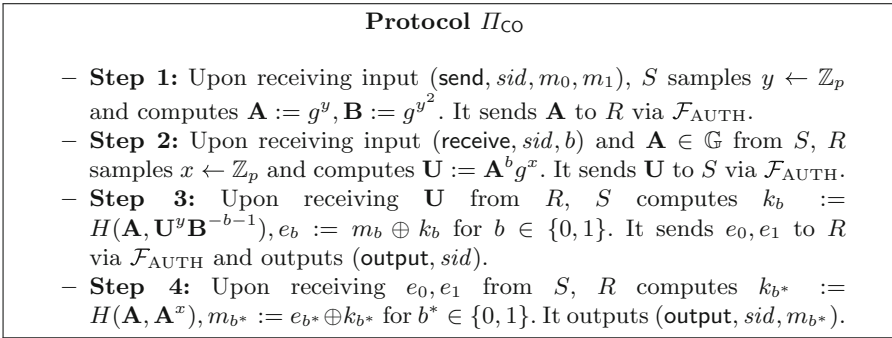 Protocol Π_CO
– Step 1: Upon receiving input (send, sid, m_0, m_1), S samples y ← ℤ_p
and computes A := g^y, B := g^{y^2}. It sends A to R via F_AUTH.
– Step 2: Upon receiving input (receive, sid, b) and A ∈ 𝔾 from S, R
samples x ← ℤ_p and computes U := A^b g^x. It sends U to S via F_AUTH.
– Step 3: Upon receiving U from R, S computes k_b :=
H(A, U^y B^{-b-1}), e_b := m_b ⊕ k_b for b ∈ {0, 1}. It sends e_0, e_1 to R
via F_AUTH and outputs (output, sid).
– Step 4: Upon receiving e_0, e_1 from S, R computes k_{b*} :=
H(A, A^x), m_{b*} := e_{b*} ⊕ k_{b*} for b* ∈ {0, 1}. It outputs (output, sid, m_{b*}).